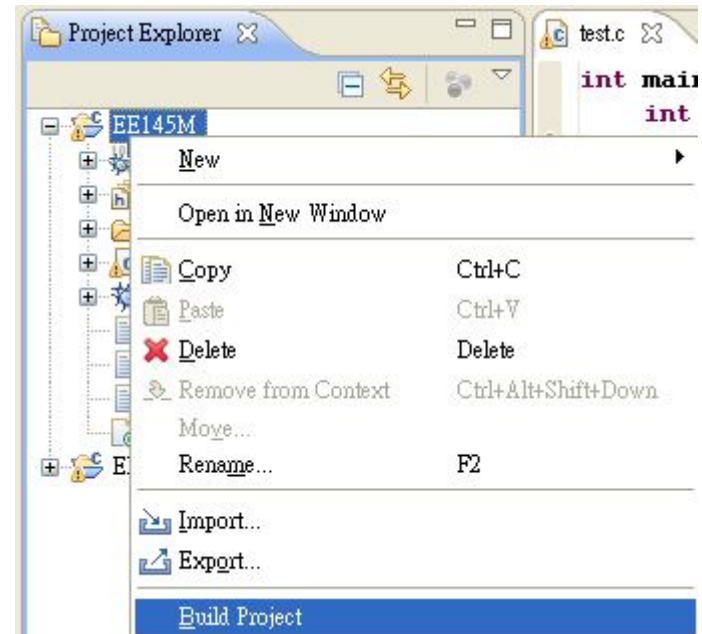 Project Explorer
test.c
int main
int
EE145M
New
Open in New Window
Copy Ctrl+C
Paste Ctrl+V
Delete Delete
Remove from Context Ctrl+Alt+Shift+Down
Move...
Rename... F2
E
Import...
Export...
Build Project